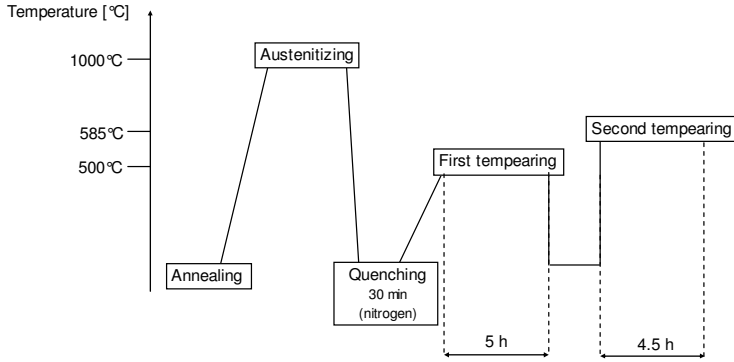 Temperature [°C]
Austenitizing
1000°C
585°C
Second tempearing
500°C
First tempearing
Annealing
Quenching
30 min
(nitrogen)
5 h
4.5 h